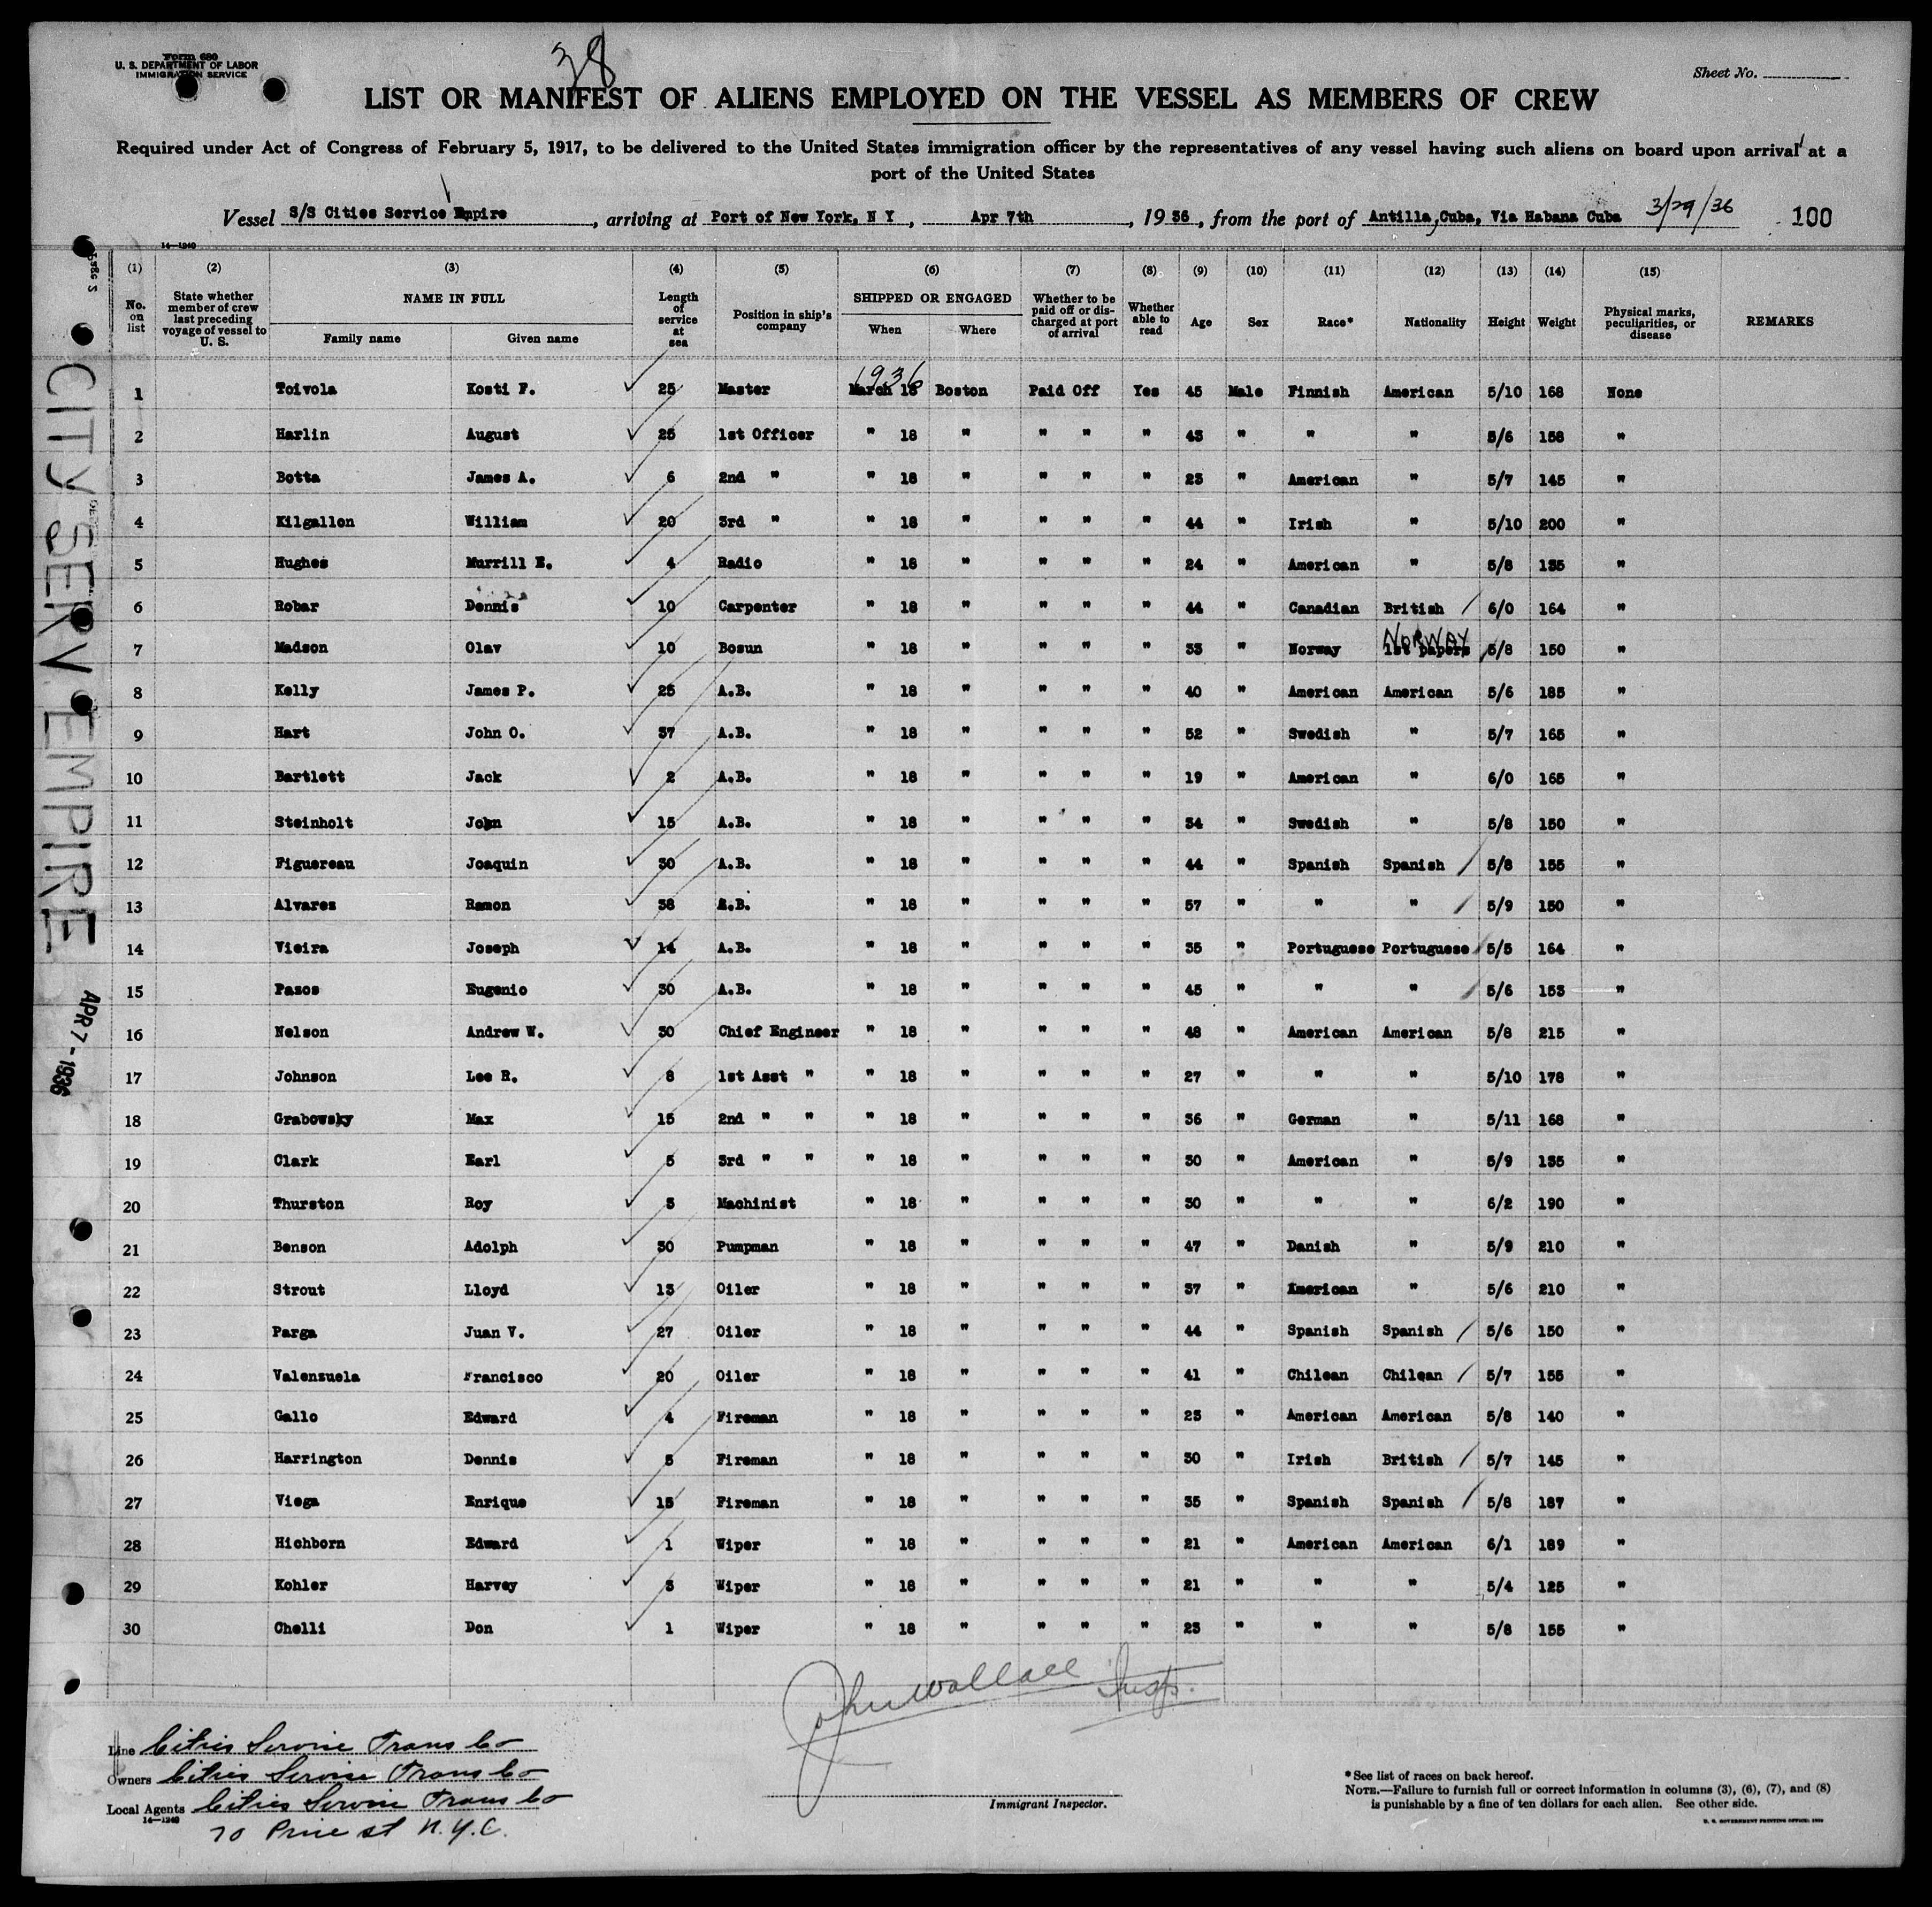 Form 680
U. S. DEPARTMENT OF LABOR
IMMIGRATION SERVICE
38
Sheet No.
LIST OR MANIFEST OF ALIENS EMPLOYED ON THE VESSEL AS MEMBERS OF CREW
Required under Act of Congress of February 5, 1917, to be delivered to the United States immigration officer by the representatives of any vessel having such aliens on board upon arrival at a
port of the United States
Vessel S/S Cities Service Empire, arriving at Port of New York, N Y, Apr 7th, 1936, from the port of Antilla, Cuba, Via Habana Cuba 3/29/36 100
14—1240
(1) (2) (3) (4) (5) (6) (7) (8) (9) (10) (11) (12) (13) (14) (15)
No. on list State whether member of crew last preceding voyage of vessel to U. S. NAME IN FULL Family name Given name Length of service at sea Position in ship's company SHIPPED OR ENGAGED When Where Whether to be paid off or discharged at port of arrival Whether able to read Age Sex Race* Nationality Height Weight Physical marks, peculiarities, or disease REMARKS
1936
1 Toivola Kosti F. 25 Master March 18 Boston Paid Off Yes 45 Male Finnish American 5/10 168 None
2 Harlin August 25 1st Officer " 18 " " " " 43 " " " 5/6 158 "
3 Botta James A. 6 2nd " " 18 " " " " 23 " American " 5/7 145 "
4 Kilgallen William 20 3rd " " 18 " " " " 44 " Irish " 5/10 200 "
5 Hughes Murrill E. 4 Radio " 18 " " " " 24 " American " 5/8 135 "
6 Robar Dennis 10 Carpenter " 18 " " " " 44 " Canadian British 6/0 164 "
NORWAY
7 Madson Olav 10 Bosun " 18 " " " " 33 " Norway 1st papers 5/8 150 "
8 Kelly James P. 25 A.B. " 18 " " " " 40 " American American 5/6 185 "
9 Hart John O. 37 A.B. " 18 " " " " 52 " Swedish " 5/7 165 "
10 Bartlett Jack 2 A.B. " 18 " " " " 19 " American " 6/0 165 "
11 Steinholt John 15 A.B. " 18 " " " " 34 " Swedish " 5/8 150 "
12 Figuereau Joaquin 30 A.B. " 18 " " " " 44 " Spanish Spanish 5/8 155 "
13 Alvares Ramon 38 A.B. " 18 " " " " 57 " " " 5/9 150 "
14 Vieira Joseph 14 A.B. " 18 " " " " 35 " Portuguese Portuguese 5/5 164 "
15 Pazos Eugenio 30 A.B. " 18 " " " " 45 " " " 5/6 153 "
16 Nelson Andrew W. 30 Chief Engineer " 18 " " " " 48 " American American 5/8 215 "
17 Johnson Lee R. 8 1st Asst " " 18 " " " " 27 " " " 5/10 178 "
18 Grabowsky Max 15 2nd " " " 18 " " " " 36 " German " 5/11 168 "
19 Clark Earl 5 3rd " " " 18 " " " " 30 " American " 5/9 135 "
20 Thurston Roy 3 Machinist " 18 " " " " 30 " " " 6/2 190 "
21 Benson Adolph 30 Pumpman " 18 " " " " 47 " Danish " 5/9 210 "
22 Strout Lloyd 13 Oiler " 18 " " " " 37 " American " 5/6 210 "
23 Parga Juan V. 27 Oiler " 18 " " " " 44 " Spanish Spanish 5/6 150 "
24 Valenzuela Francisco 20 Oiler " 18 " " " " 41 " Chilean Chilean 5/7 155 "
25 Gallo Edward 4 Fireman " 18 " " " " 23 " American American 5/8 140 "
26 Harrington Dennis 5 Fireman " 18 " " " " 30 " Irish British 5/7 145 "
27 Viega Enrique 15 Fireman " 18 " " " " 35 " Spanish Spanish 5/8 187 "
28 Hichborn Edward 1 Wiper " 18 " " " " 21 " American American 6/1 189 "
29 Kohler Harvey 3 Wiper " 18 " " " " 21 " " " 5/4 125 "
30 Chelli Don 1 Wiper " 18 " " " " 23 " " " 5/8 155 "
CITY SERV EMPIRE
APR 7 - 1936
John Wallace Insp.
Immigrant Inspector.
Line Cities Service Trans Co
Owners Cities Service Trans Co
Local Agents Cities Service Trans Co
14—1240
70 Pine st N.Y.C.
*See list of races on back hereof.
NOTE.—Failure to furnish full or correct information in columns (3), (6), (7), and (8)
is punishable by a fine of ten dollars for each alien. See other side.
U. S. GOVERNMENT PRINTING OFFICE: